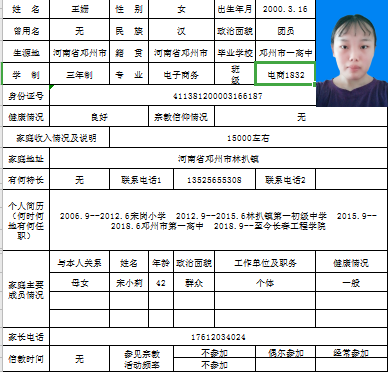 姓 名 王姗 性 别 女 出生年月 2000.3.16
曾用名 无 民 族 汉 政治面貌 团员
生源地 河南省邓州市 籍 贯 河南省邓州市 毕业学校 邓州市一高中
学 制 三年制 专 业 电子商务 班级 电商1832
身份证号 411381200003166187
健康情况 良好 宗教信仰情况 无
家庭收入情况及说明 15000左右
家庭地址 河南省邓州市林扒镇
有何特长 无 联系电话1 13525655308 联系电话2
个人简历
（何时何
地有何任
职）
2006.9--2012.6宋岗小学 2012.9--2015.6林扒镇第一初级中学 2015.9--
2018.6邓州市第一高中 2018.9--至今长春工程学院
家庭主要
成员情况
与本人关系 姓名 年龄 政治面貌 工作单位及职务 健康情况
母女 宋小莉 42 群众 个体 一般
家长电话 17612034024
信教时间 无 参见宗教
活动频率
不参加 偶尔参加 经常参加
不参加